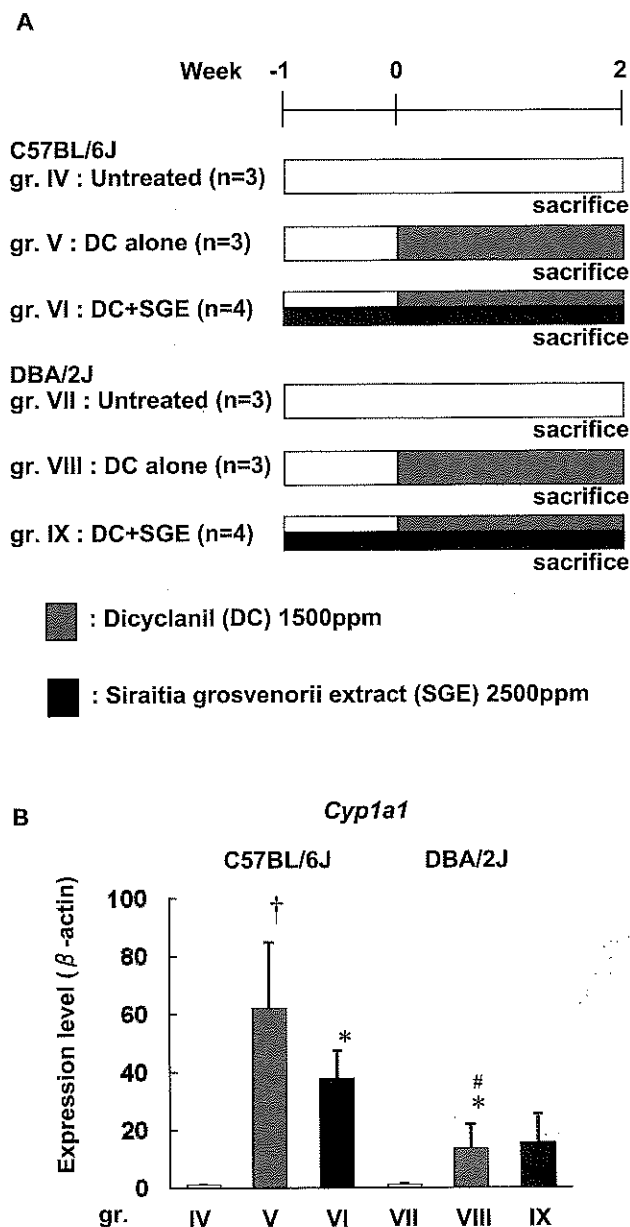 A
Week -1 0 2
C57BL/6J
gr. IV : Untreated (n=3)
sacrifice
gr. V : DC alone (n=3)
sacrifice
gr. VI : DC+SGE (n=4)
sacrifice
DBA/2J
gr. VII : Untreated (n=3)
sacrifice
gr. VIII : DC alone (n=3)
sacrifice
gr. IX : DC+SGE (n=4)
sacrifice
: Dicyclanil (DC) 1500ppm
: Siraitia grosvenorii extract (SGE) 2500ppm
B
Cyp1a1
C57BL/6J DBA/2J
Expression level (β-actin)
100
80
60
40
20
0
†
*
#
*
gr. IV V VI VII VIII IX